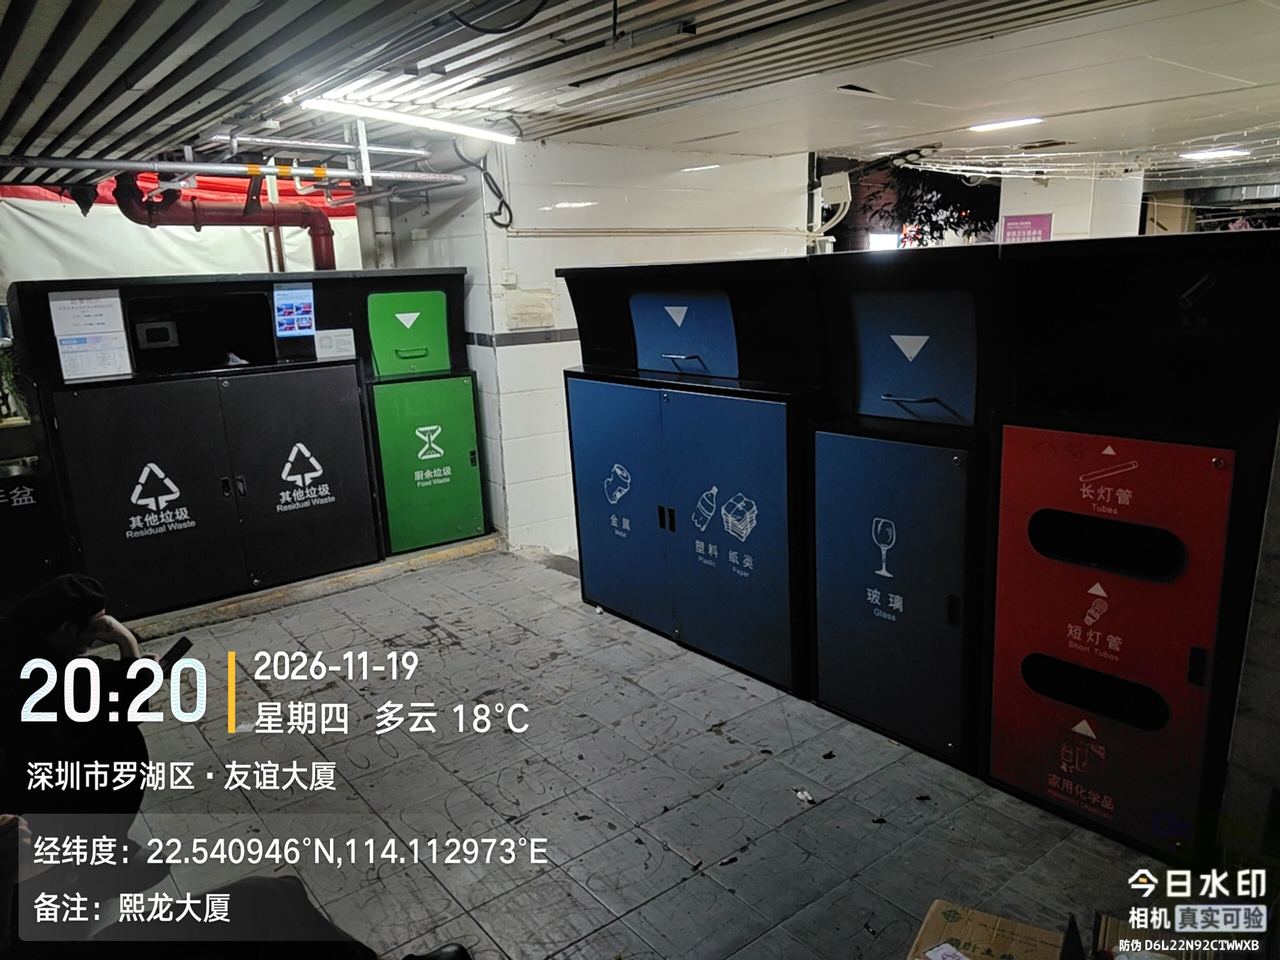 其他垃圾
Residual Waste
其他垃圾
Residual Waste
厨余垃圾
Food Waste
金属
Metal
塑料 纸类
Plastic Paper
玻璃
Glass
长灯管
Tubes
短灯管
Short Tubes
家用化学品
20:20
2026-11-19
星期四 多云 18°C
深圳市罗湖区·友谊大厦
经纬度：22.540946°N,114.112973°E
备注：熙龙大厦
今日水印
相机 真实可验
防伪 D6L22N92CTWWXB